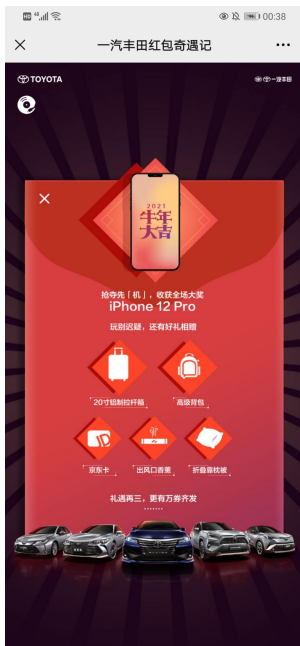 HD 4G 00:38
一汽丰田红包奇遇记
TOYOTA 一汽丰田
2021
牛年
大吉
抢夺先「机」，收获全场大奖
iPhone 12 Pro
玩别迟疑，还有好礼相赠
20寸铝制拉杆箱
高级背包
JD
京东卡
出风口香薰
折叠靠枕被
礼遇再三，更有万券齐发